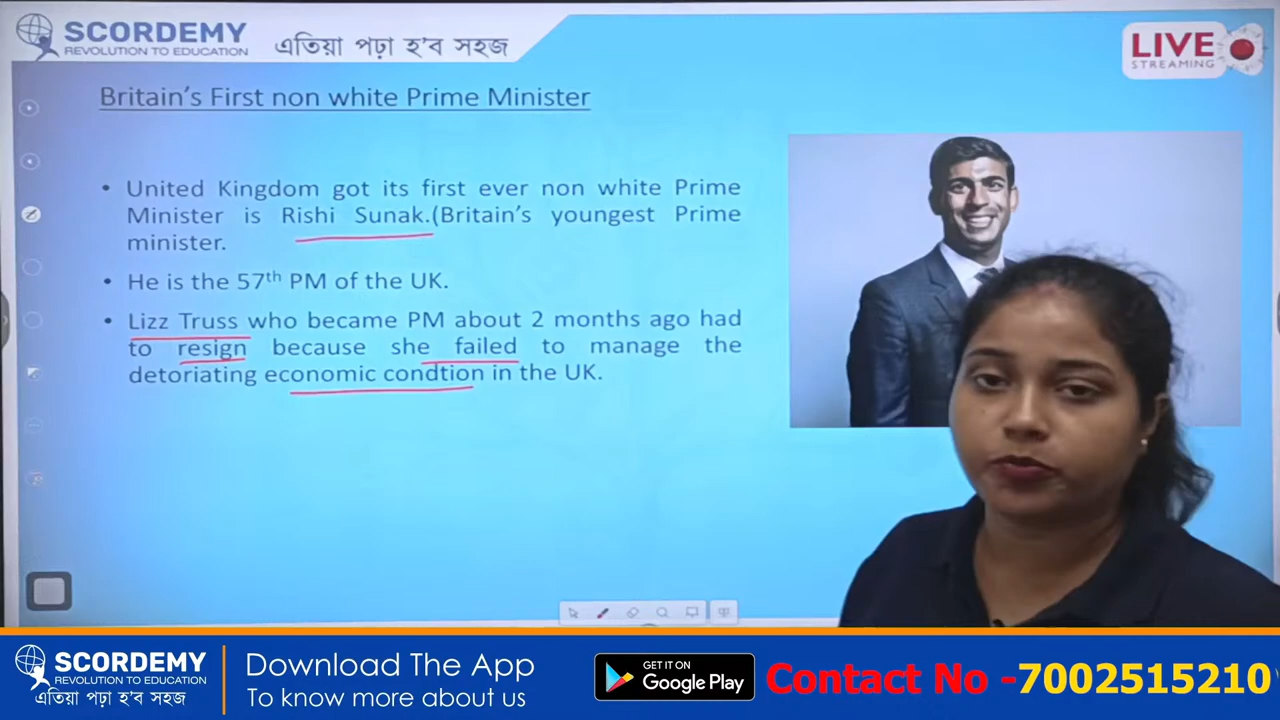 SCORDEMY
REVOLUTION TO EDUCATION
এতিয়া পঢ়া হ'ব সহজ
LIVE
STREAMING
Britain's First non white Prime Minister
• United Kingdom got its first ever non white Prime
Minister is Rishi Sunak.(Britain's youngest Prime
minister.
• He is the 57th PM of the UK.
• Lizz Truss who became PM about 2 months ago had
to resign because she failed to manage the
detoriating economic condtion in the UK.
SCORDEMY
REVOLUTION TO EDUCATION
এতিয়া পঢ়া হ'ব সহজ
Download The App
To know more about us
GET IT ON
Google Play
Contact No -7002515210